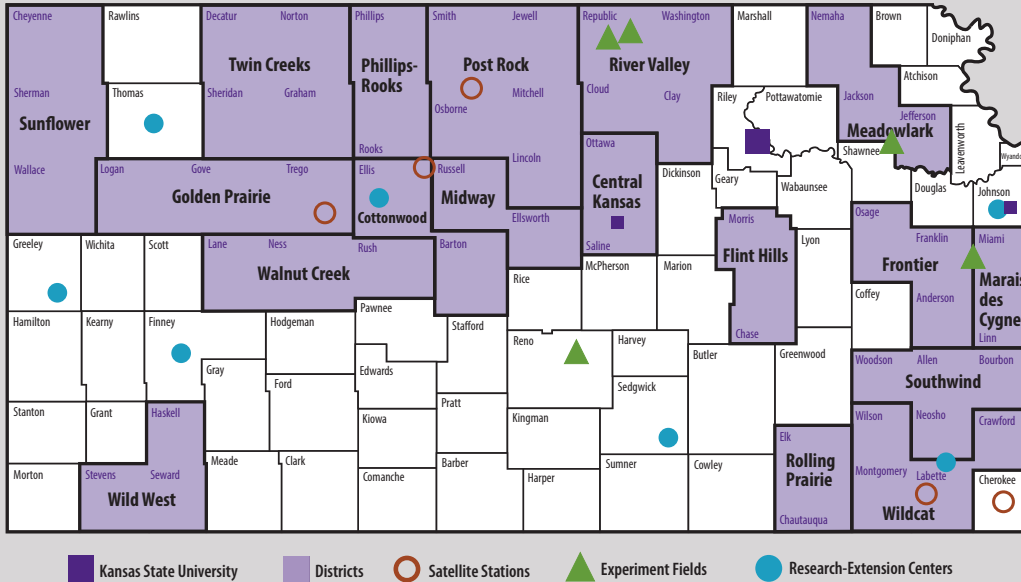 Cheyenne
Rawlins
Decatur
Norton
Phillips
Smith
Jewell
Republic
Washington
Marshall
Nemaha
Brown
Doniphan
Twin Creeks
Phillips-
Rooks
Post Rock
River Valley
Atchison
Sherman
Thomas
Sheridan
Graham
Osborne
Mitchell
Cloud
Clay
Riley
Pottawatomie
Jackson
Jefferson
Leavenworth
Sunflower
Meadowlark
Rooks
Ottawa
Shawnee
Wyando
Wallace
Logan
Gove
Trego
Ellis
Russell
Lincoln
Dickinson
Geary
Wabaunsee
Douglas
Johnson
Golden Prairie
Cottonwood
Midway
Central
Kansas
Greeley
Wichita
Scott
Lane
Ness
Rush
Barton
Ellsworth
Saline
Morris
Lyon
Osage
Franklin
Miami
Walnut Creek
Flint Hills
Frontier
Marais
des
Cygne
Rice
McPherson
Marion
Hamilton
Kearny
Finney
Hodgeman
Pawnee
Stafford
Reno
Harvey
Chase
Coffey
Anderson
Linn
Gray
Ford
Edwards
Butler
Greenwood
Woodson
Allen
Bourbon
Southwind
Sedgwick
Stanton
Grant
Haskell
Kiowa
Pratt
Kingman
Elk
Wilson
Neosho
Crawford
Morton
Stevens
Seward
Meade
Clark
Comanche
Barber
Harper
Sumner
Cowley
Rolling
Prairie
Montgomery
Labette
Cherokee
Wild West
Chautauqua
Wildcat
Kansas State University
Districts
Satellite Stations
Experiment Fields
Research-Extension Centers